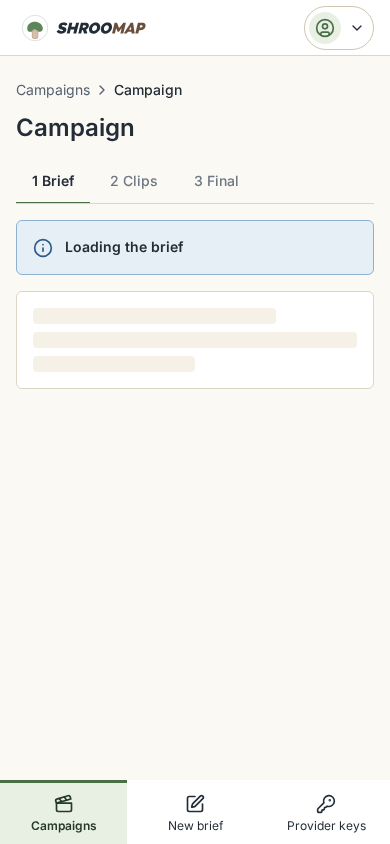 SHROOMAP
Campaigns > Campaign
Campaign
1 Brief
2 Clips
3 Final
Loading the brief
Campaigns
New brief
Provider keys